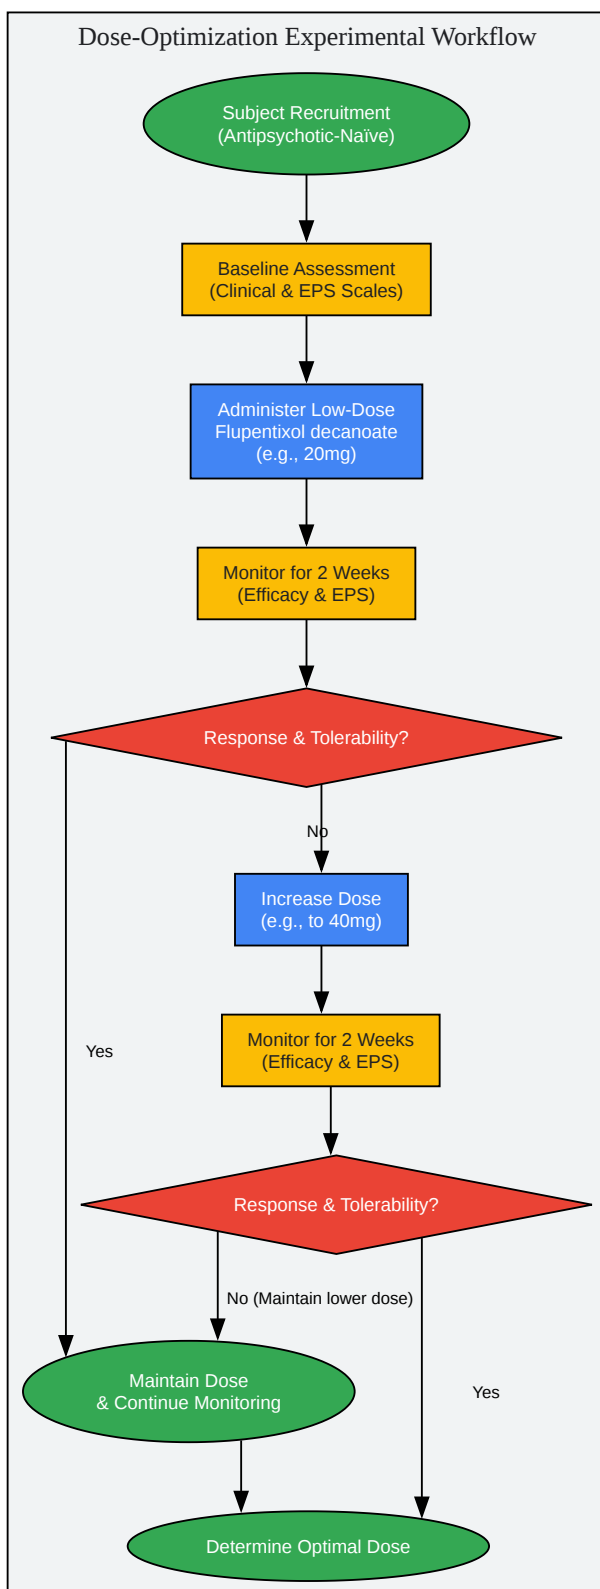 Dose-Optimization Experimental Workflow
Subject Recruitment
(Antipsychotic-Naïve)
Baseline Assessment
(Clinical & EPS Scales)
Administer Low-Dose
Flupentixol decanoate
(e.g., 20mg)
Monitor for 2 Weeks
(Efficacy & EPS)
Response & Tolerability?
No
Increase Dose
(e.g., to 40mg)
Monitor for 2 Weeks
(Efficacy & EPS)
Yes
Response & Tolerability?
No (Maintain lower dose)
Maintain Dose
& Continue Monitoring
Yes
Determine Optimal Dose